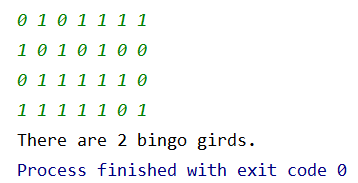 0 1 0 1 1 1 1
1 0 1 0 1 0 0
0 1 1 1 1 1 0
1 1 1 1 1 0 1
There are 2 bingo girds.
Process finished with exit code 0